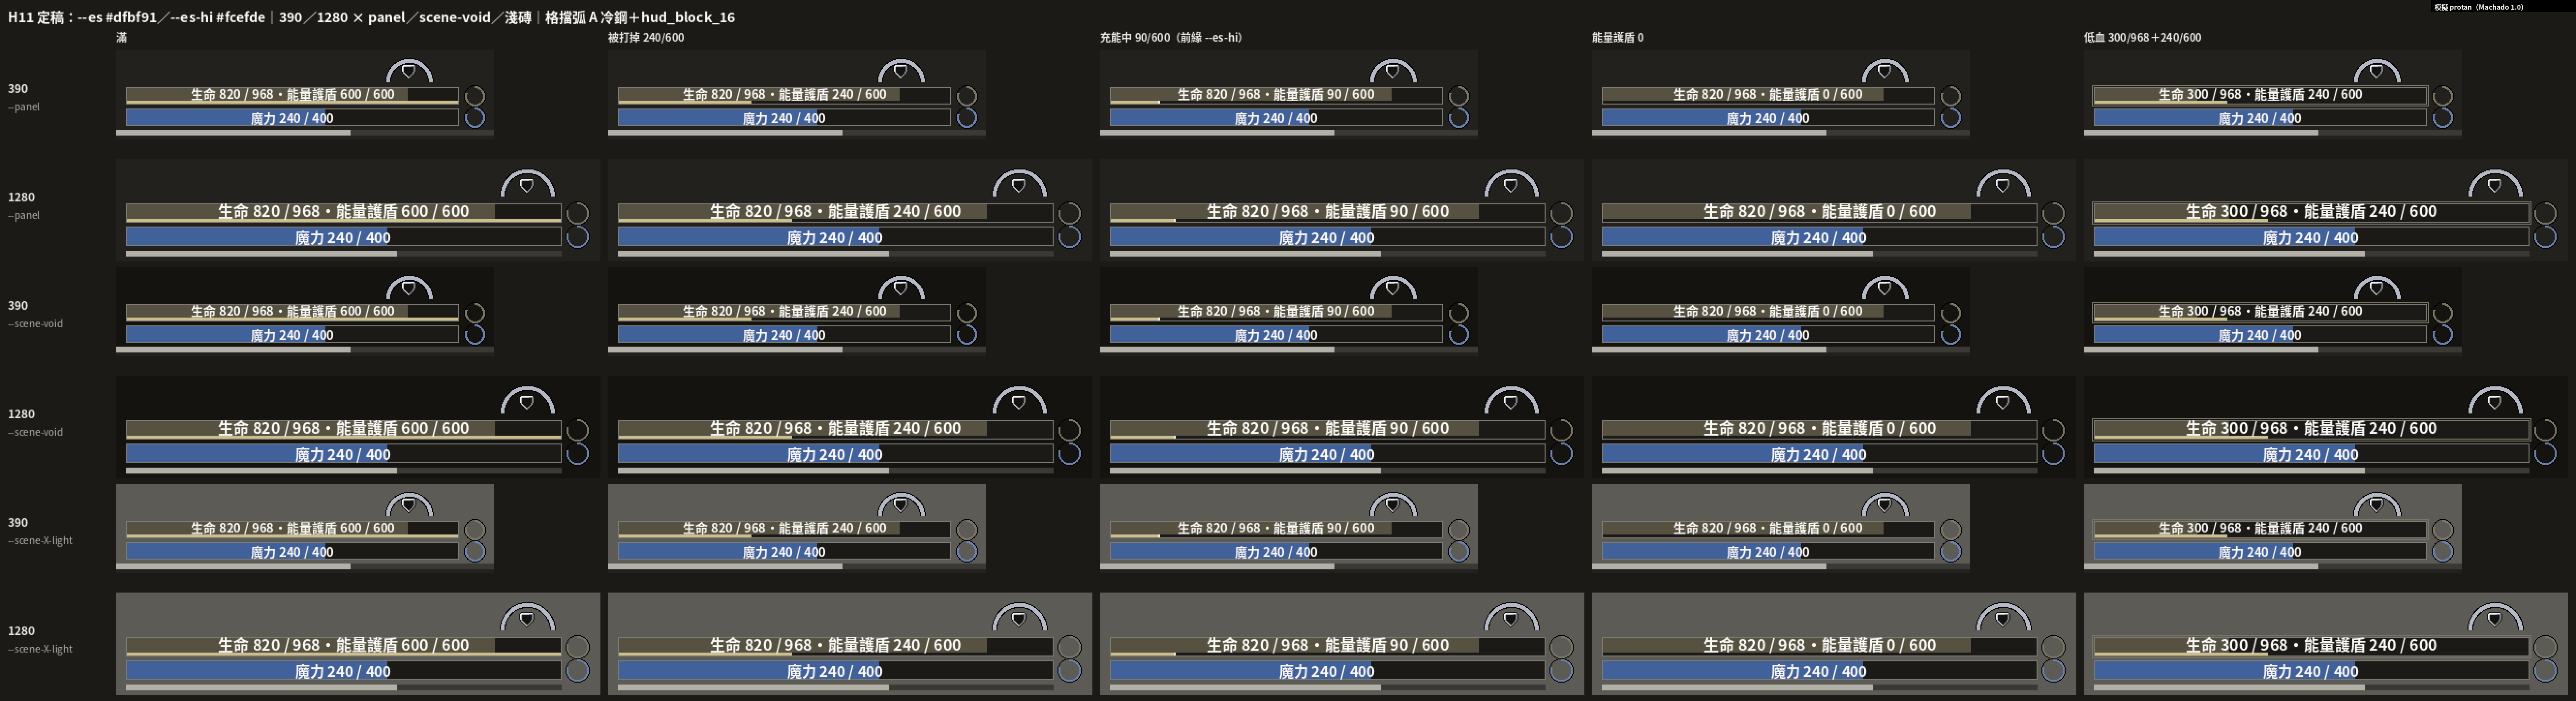 H11 定稿：--es #dfbf91／--es-hi #fcefde｜390／1280 × panel／scene-void／淺磚｜格擋弧 A 冷鋼＋hud_block_16
模擬 protan（Machado 1.0）
滿 被打掉 240/600 充能中 90/600（前緣 --es-hi） 能量護盾 0 低血 300/968＋240/600
390
--panel
生命 820 / 968・能量護盾 600 / 600 生命 820 / 968・能量護盾 240 / 600 生命 820 / 968・能量護盾 90 / 600 生命 820 / 968・能量護盾 0 / 600 生命 300 / 968・能量護盾 240 / 600
魔力 240 / 400 魔力 240 / 400 魔力 240 / 400 魔力 240 / 400 魔力 240 / 400
1280
--panel
生命 820 / 968・能量護盾 600 / 600 生命 820 / 968・能量護盾 240 / 600 生命 820 / 968・能量護盾 90 / 600 生命 820 / 968・能量護盾 0 / 600 生命 300 / 968・能量護盾 240 / 600
魔力 240 / 400 魔力 240 / 400 魔力 240 / 400 魔力 240 / 400 魔力 240 / 400
390
--scene-void
生命 820 / 968・能量護盾 600 / 600 生命 820 / 968・能量護盾 240 / 600 生命 820 / 968・能量護盾 90 / 600 生命 820 / 968・能量護盾 0 / 600 生命 300 / 968・能量護盾 240 / 600
魔力 240 / 400 魔力 240 / 400 魔力 240 / 400 魔力 240 / 400 魔力 240 / 400
1280
--scene-void
生命 820 / 968・能量護盾 600 / 600 生命 820 / 968・能量護盾 240 / 600 生命 820 / 968・能量護盾 90 / 600 生命 820 / 968・能量護盾 0 / 600 生命 300 / 968・能量護盾 240 / 600
魔力 240 / 400 魔力 240 / 400 魔力 240 / 400 魔力 240 / 400 魔力 240 / 400
390
--scene-X-light
生命 820 / 968・能量護盾 600 / 600 生命 820 / 968・能量護盾 240 / 600 生命 820 / 968・能量護盾 90 / 600 生命 820 / 968・能量護盾 0 / 600 生命 300 / 968・能量護盾 240 / 600
魔力 240 / 400 魔力 240 / 400 魔力 240 / 400 魔力 240 / 400 魔力 240 / 400
1280
--scene-X-light
生命 820 / 968・能量護盾 600 / 600 生命 820 / 968・能量護盾 240 / 600 生命 820 / 968・能量護盾 90 / 600 生命 820 / 968・能量護盾 0 / 600 生命 300 / 968・能量護盾 240 / 600
魔力 240 / 400 魔力 240 / 400 魔力 240 / 400 魔力 240 / 400 魔力 240 / 400